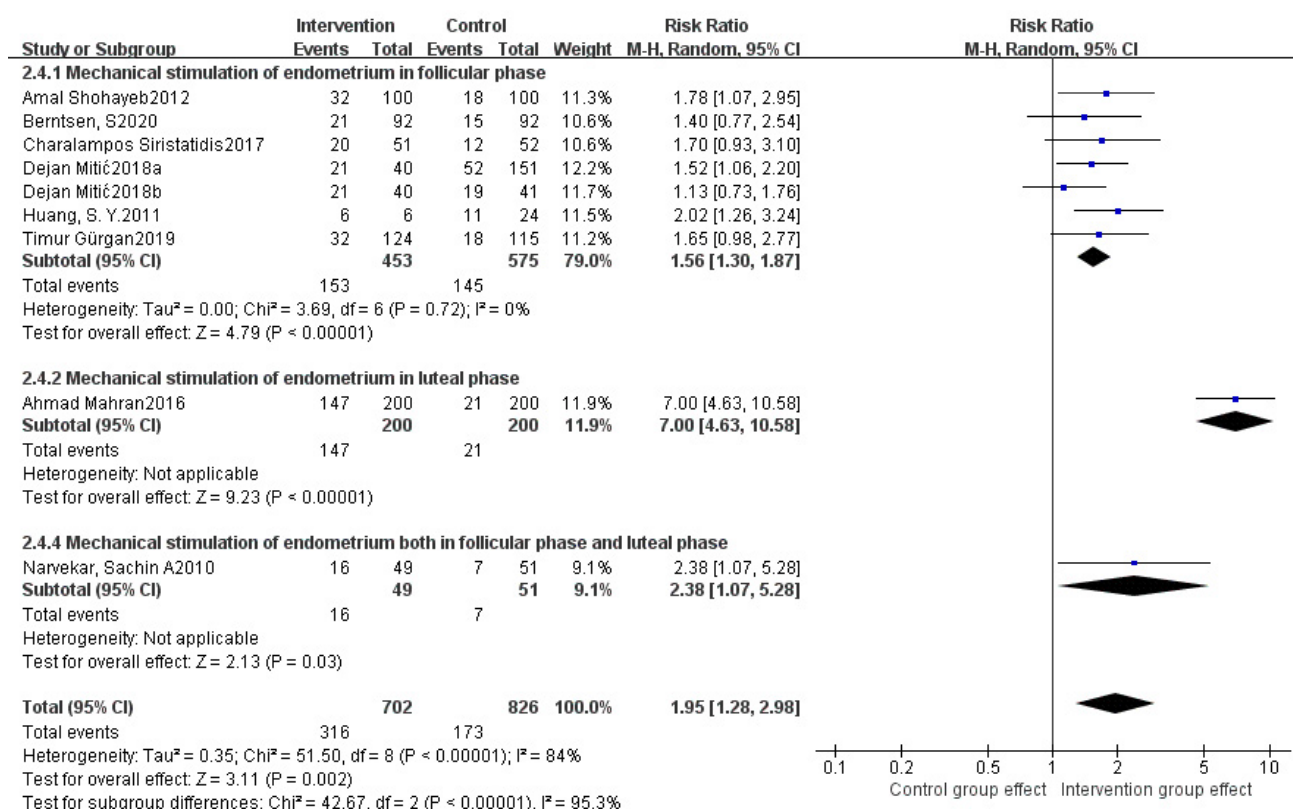 Intervention Control Risk Ratio Risk Ratio
Study or Subgroup Events Total Events Total Weight M-H, Random, 95% CI M-H, Random, 95% CI
2.4.1 Mechanical stimulation of endometrium in follicular phase
Amal Shohayeb2012 32 100 18 100 11.3% 1.78 [1.07, 2.95]
Berntsen, S2020 21 92 15 92 10.6% 1.40 [0.77, 2.54]
Charalampos Siristatidis2017 20 51 12 52 10.6% 1.70 [0.93, 3.10]
Dejan Mitić2018a 21 40 52 151 12.2% 1.52 [1.06, 2.20]
Dejan Mitić2018b 21 40 19 41 11.7% 1.13 [0.73, 1.76]
Huang, S. Y.2011 6 6 11 24 11.5% 2.02 [1.26, 3.24]
Timur Gürgan2019 32 124 18 115 11.2% 1.65 [0.98, 2.77]
Subtotal (95% CI) 453 575 79.0% 1.56 [1.30, 1.87]
Total events 153 145
Heterogeneity: Tau² = 0.00; Chi² = 3.69, df = 6 (P = 0.72); I² = 0%
Test for overall effect: Z = 4.79 (P < 0.00001)
2.4.2 Mechanical stimulation of endometrium in luteal phase
Ahmad Mahran2016 147 200 21 200 11.9% 7.00 [4.63, 10.58]
Subtotal (95% CI) 200 200 11.9% 7.00 [4.63, 10.58]
Total events 147 21
Heterogeneity: Not applicable
Test for overall effect: Z = 9.23 (P < 0.00001)
2.4.4 Mechanical stimulation of endometrium both in follicular phase and luteal phase
Narvekar, Sachin A2010 16 49 7 51 9.1% 2.38 [1.07, 5.28]
Subtotal (95% CI) 49 51 9.1% 2.38 [1.07, 5.28]
Total events 16 7
Heterogeneity: Not applicable
Test for overall effect: Z = 2.13 (P = 0.03)
Total (95% CI) 702 826 100.0% 1.95 [1.28, 2.98]
Total events 316 173
Heterogeneity: Tau² = 0.35; Chi² = 51.50, df = 8 (P < 0.00001); I² = 84%
Test for overall effect: Z = 3.11 (P = 0.002)
Test for subgroup differences: Chi² = 42.67, df = 2 (P < 0.00001), I² = 95.3%
0.1 0.2 0.5 1 2 5 10
Control group effect Intervention group effect